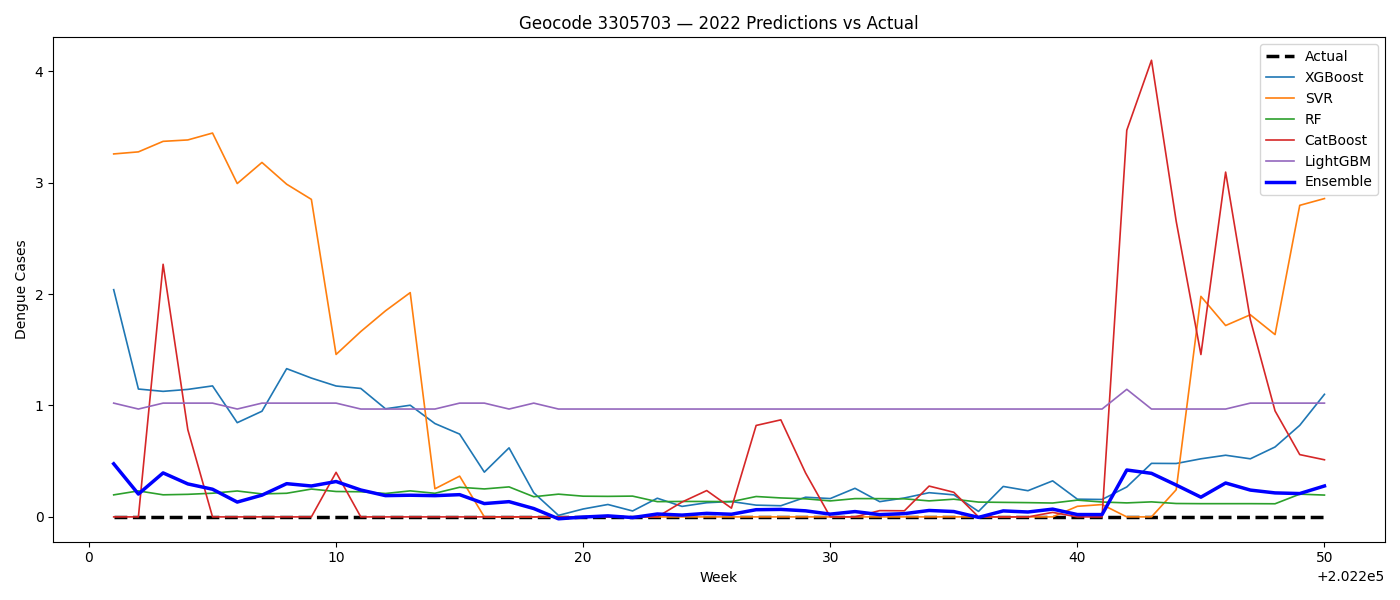 Geocode 3305703 — 2022 Predictions vs Actual
Dengue Cases
4
3
2
1
0
Actual
XGBoost
SVR
RF
CatBoost
LightGBM
Ensemble
0 10 20 30 40 50
Week
+2.022e5